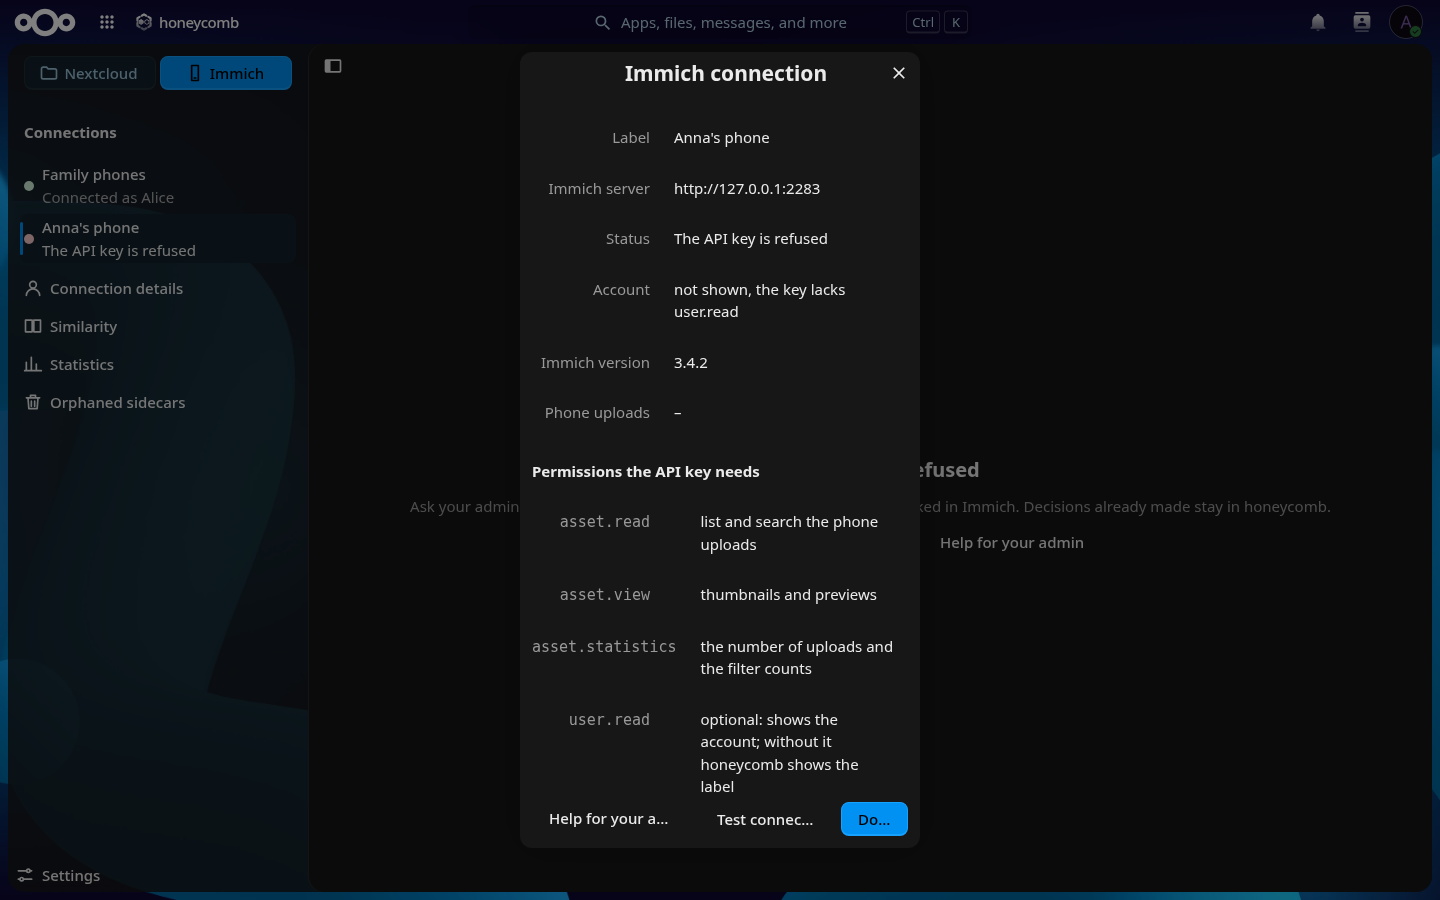 honeycomb
Apps, files, messages, and more
Ctrl
K
A
Nextcloud
Immich
Connections
Family phones
Connected as Alice
Anna's phone
The API key is refused
Connection details
Similarity
Statistics
Orphaned sidecars
Settings
Immich connection
Label
Anna's phone
Immich server
http://127.0.0.1:2283
Status
The API key is refused
Account
not shown, the key lacks
user.read
Immich version
3.4.2
Phone uploads
–
Permissions the API key needs
asset.read
list and search the phone
uploads
asset.view
thumbnails and previews
asset.statistics
the number of uploads and
the filter counts
user.read
optional: shows the
account; without it
honeycomb shows the
label
Help for your a...
Test connec...
Do...
Ask your admin
in Immich. Decisions already made stay in honeycomb.
Help for your admin